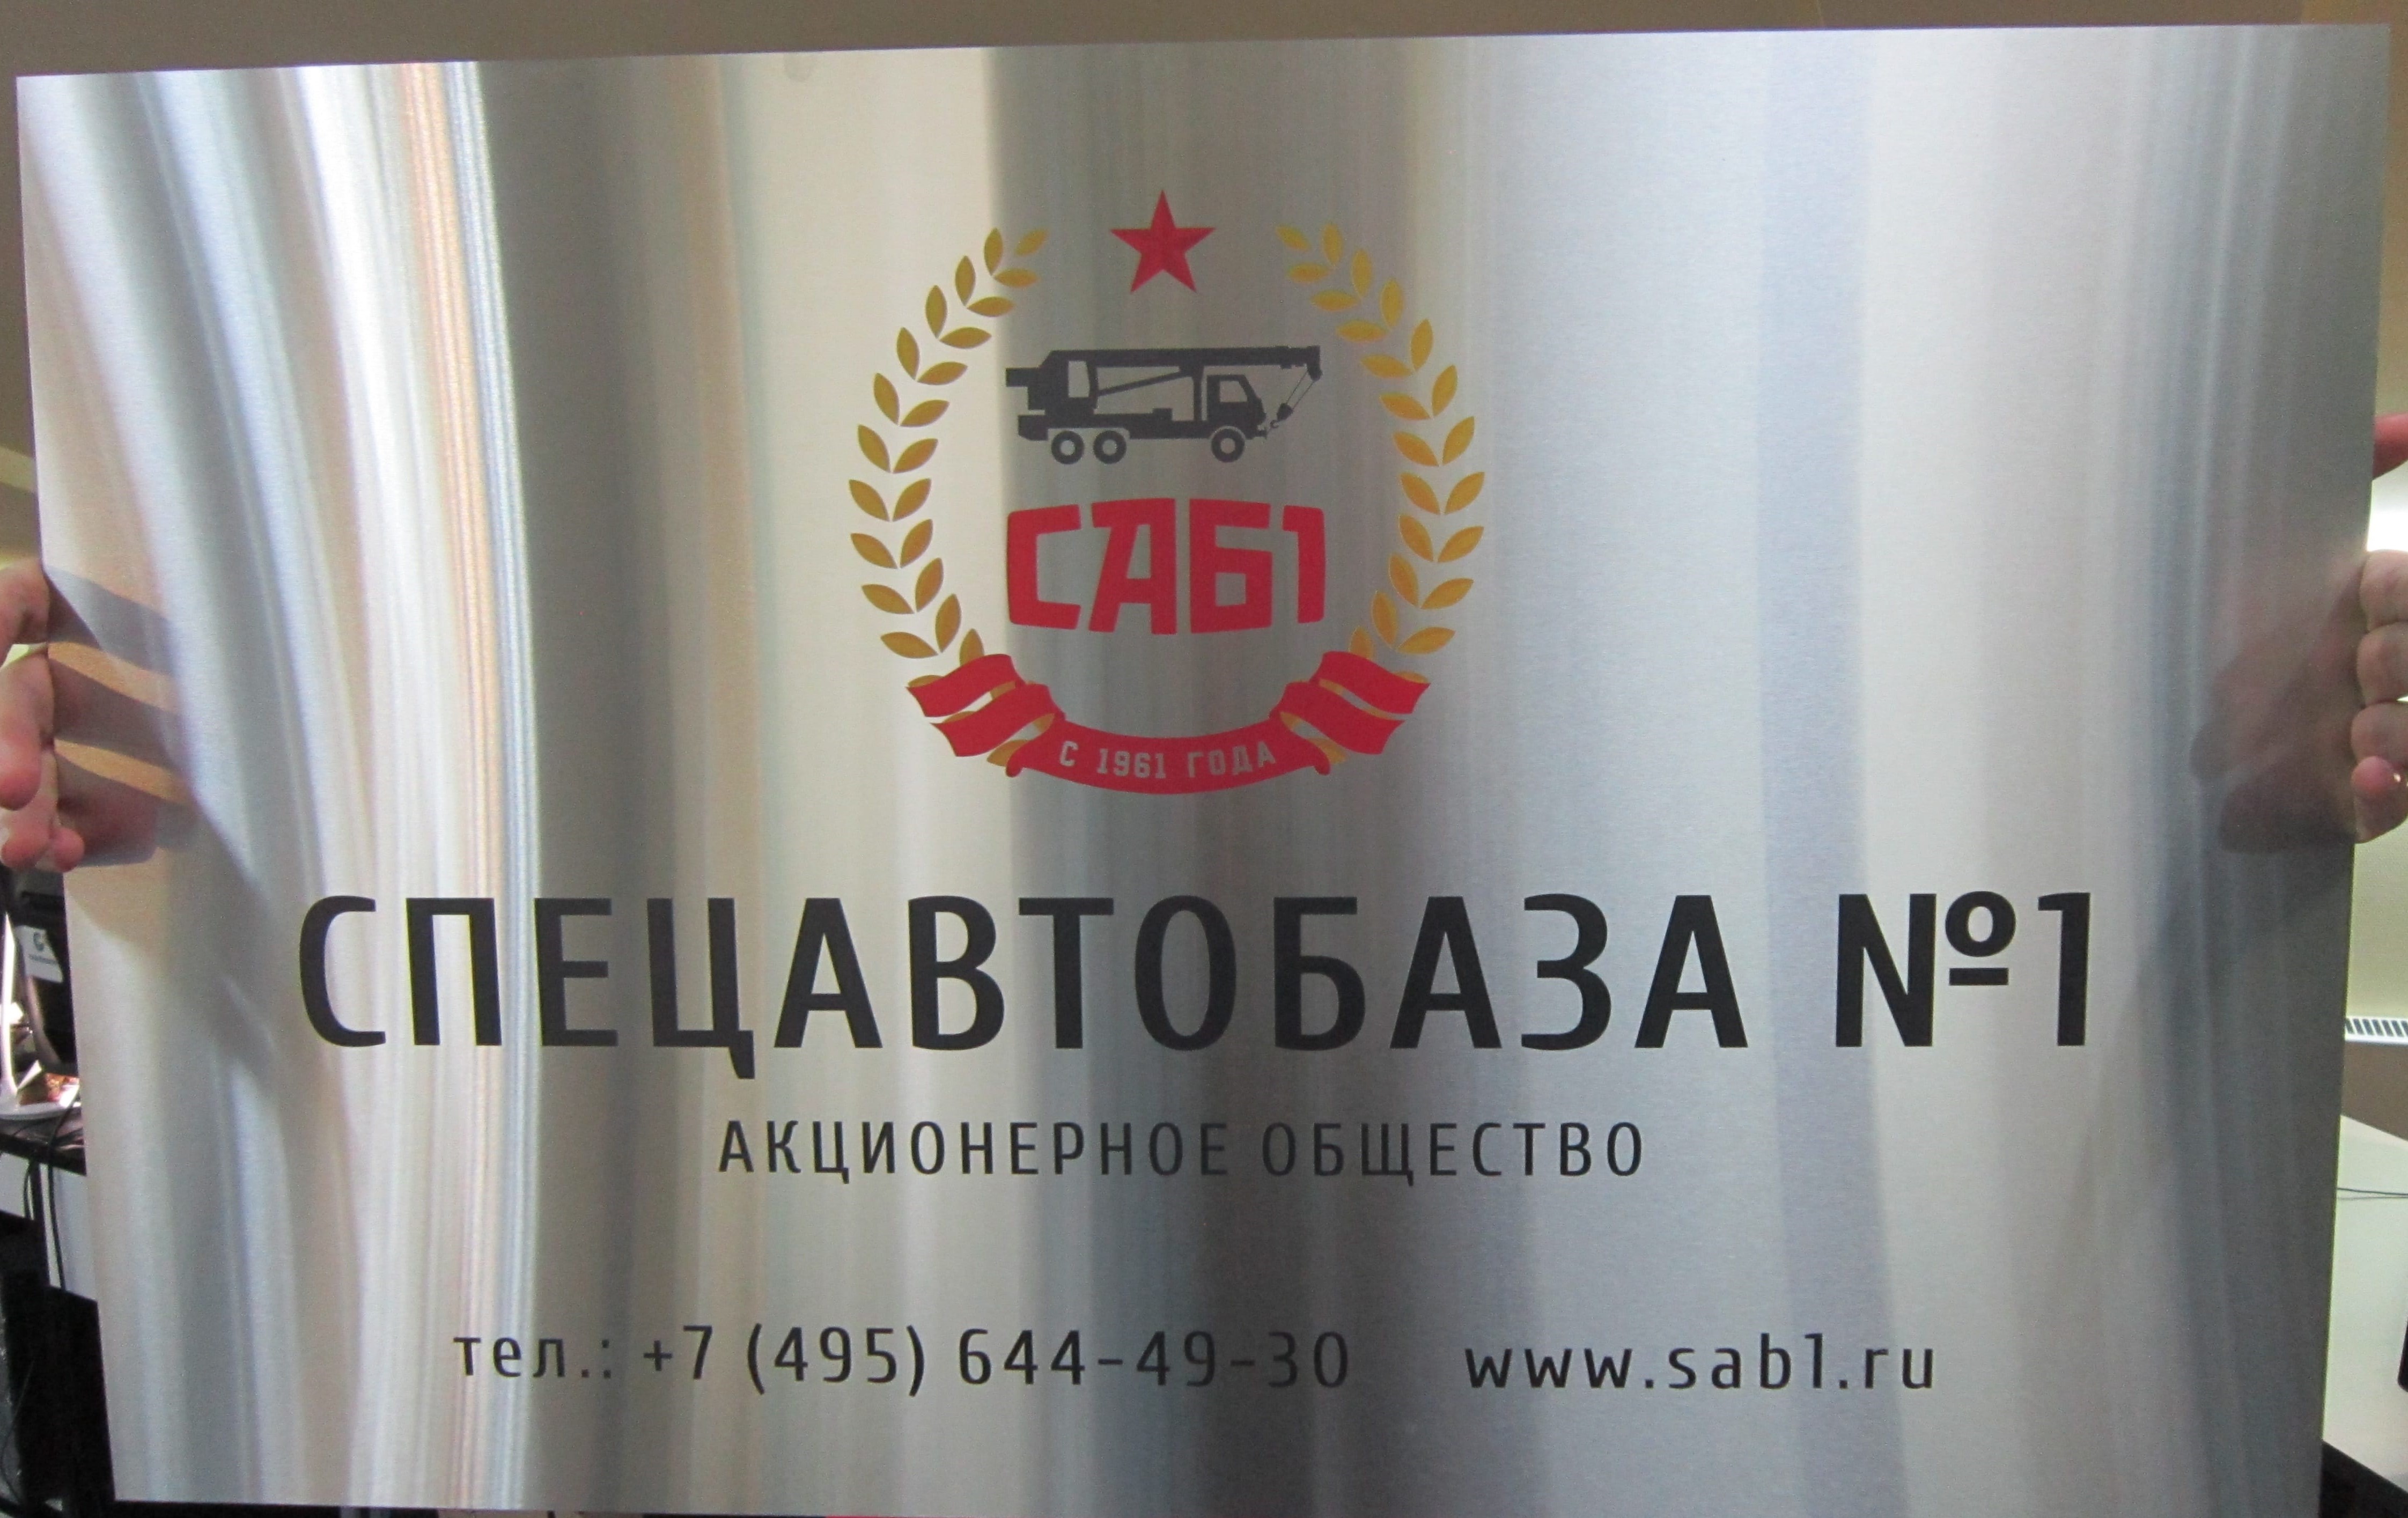 САБ1
С 1961 ГОДА
СПЕЦАВТОБАЗА №1
АКЦИОНЕРНОЕ ОБЩЕСТВО
тел.: +7 (495) 644-49-30 www.sab1.ru